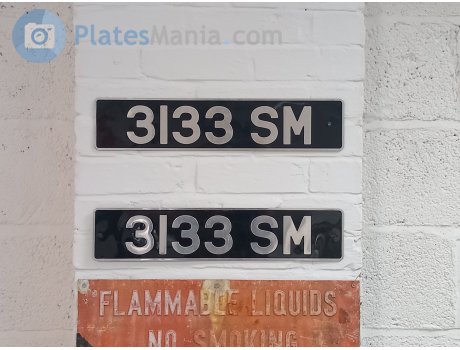 PlatesMania.com
3133 SM
3133 SM
FLAMMABLE LIQUIDS
NO SMOKING